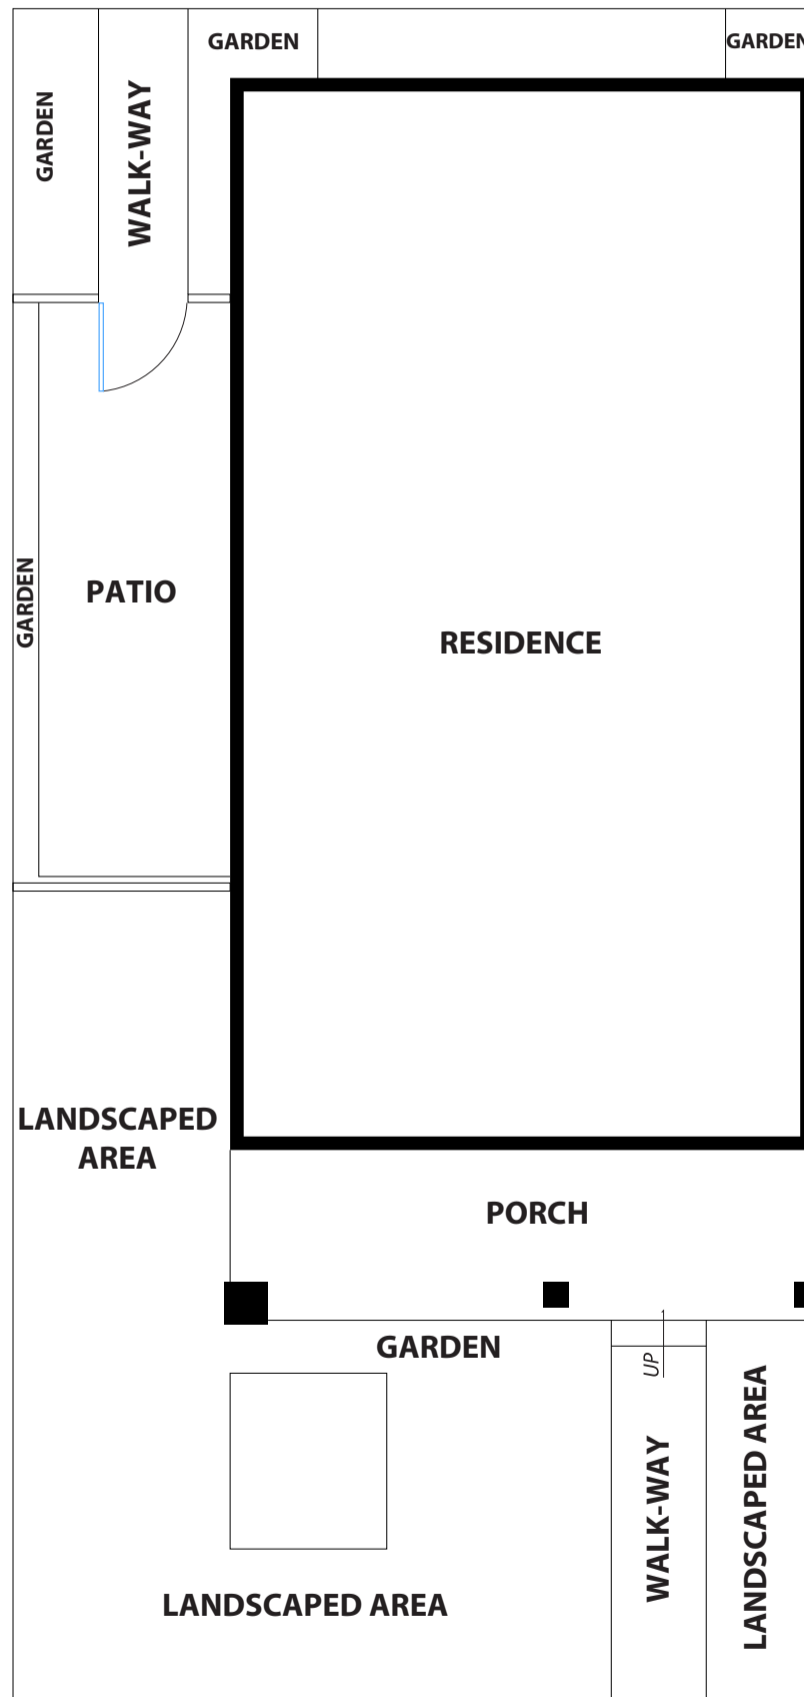 GARDEN
GARDEN
GARDEN
WALK-WAY
GARDEN
PATIO
RESIDENCE
LANDSCAPED
AREA
PORCH
GARDEN
UP
WALK-WAY
LANDSCAPED AREA
LANDSCAPED AREA